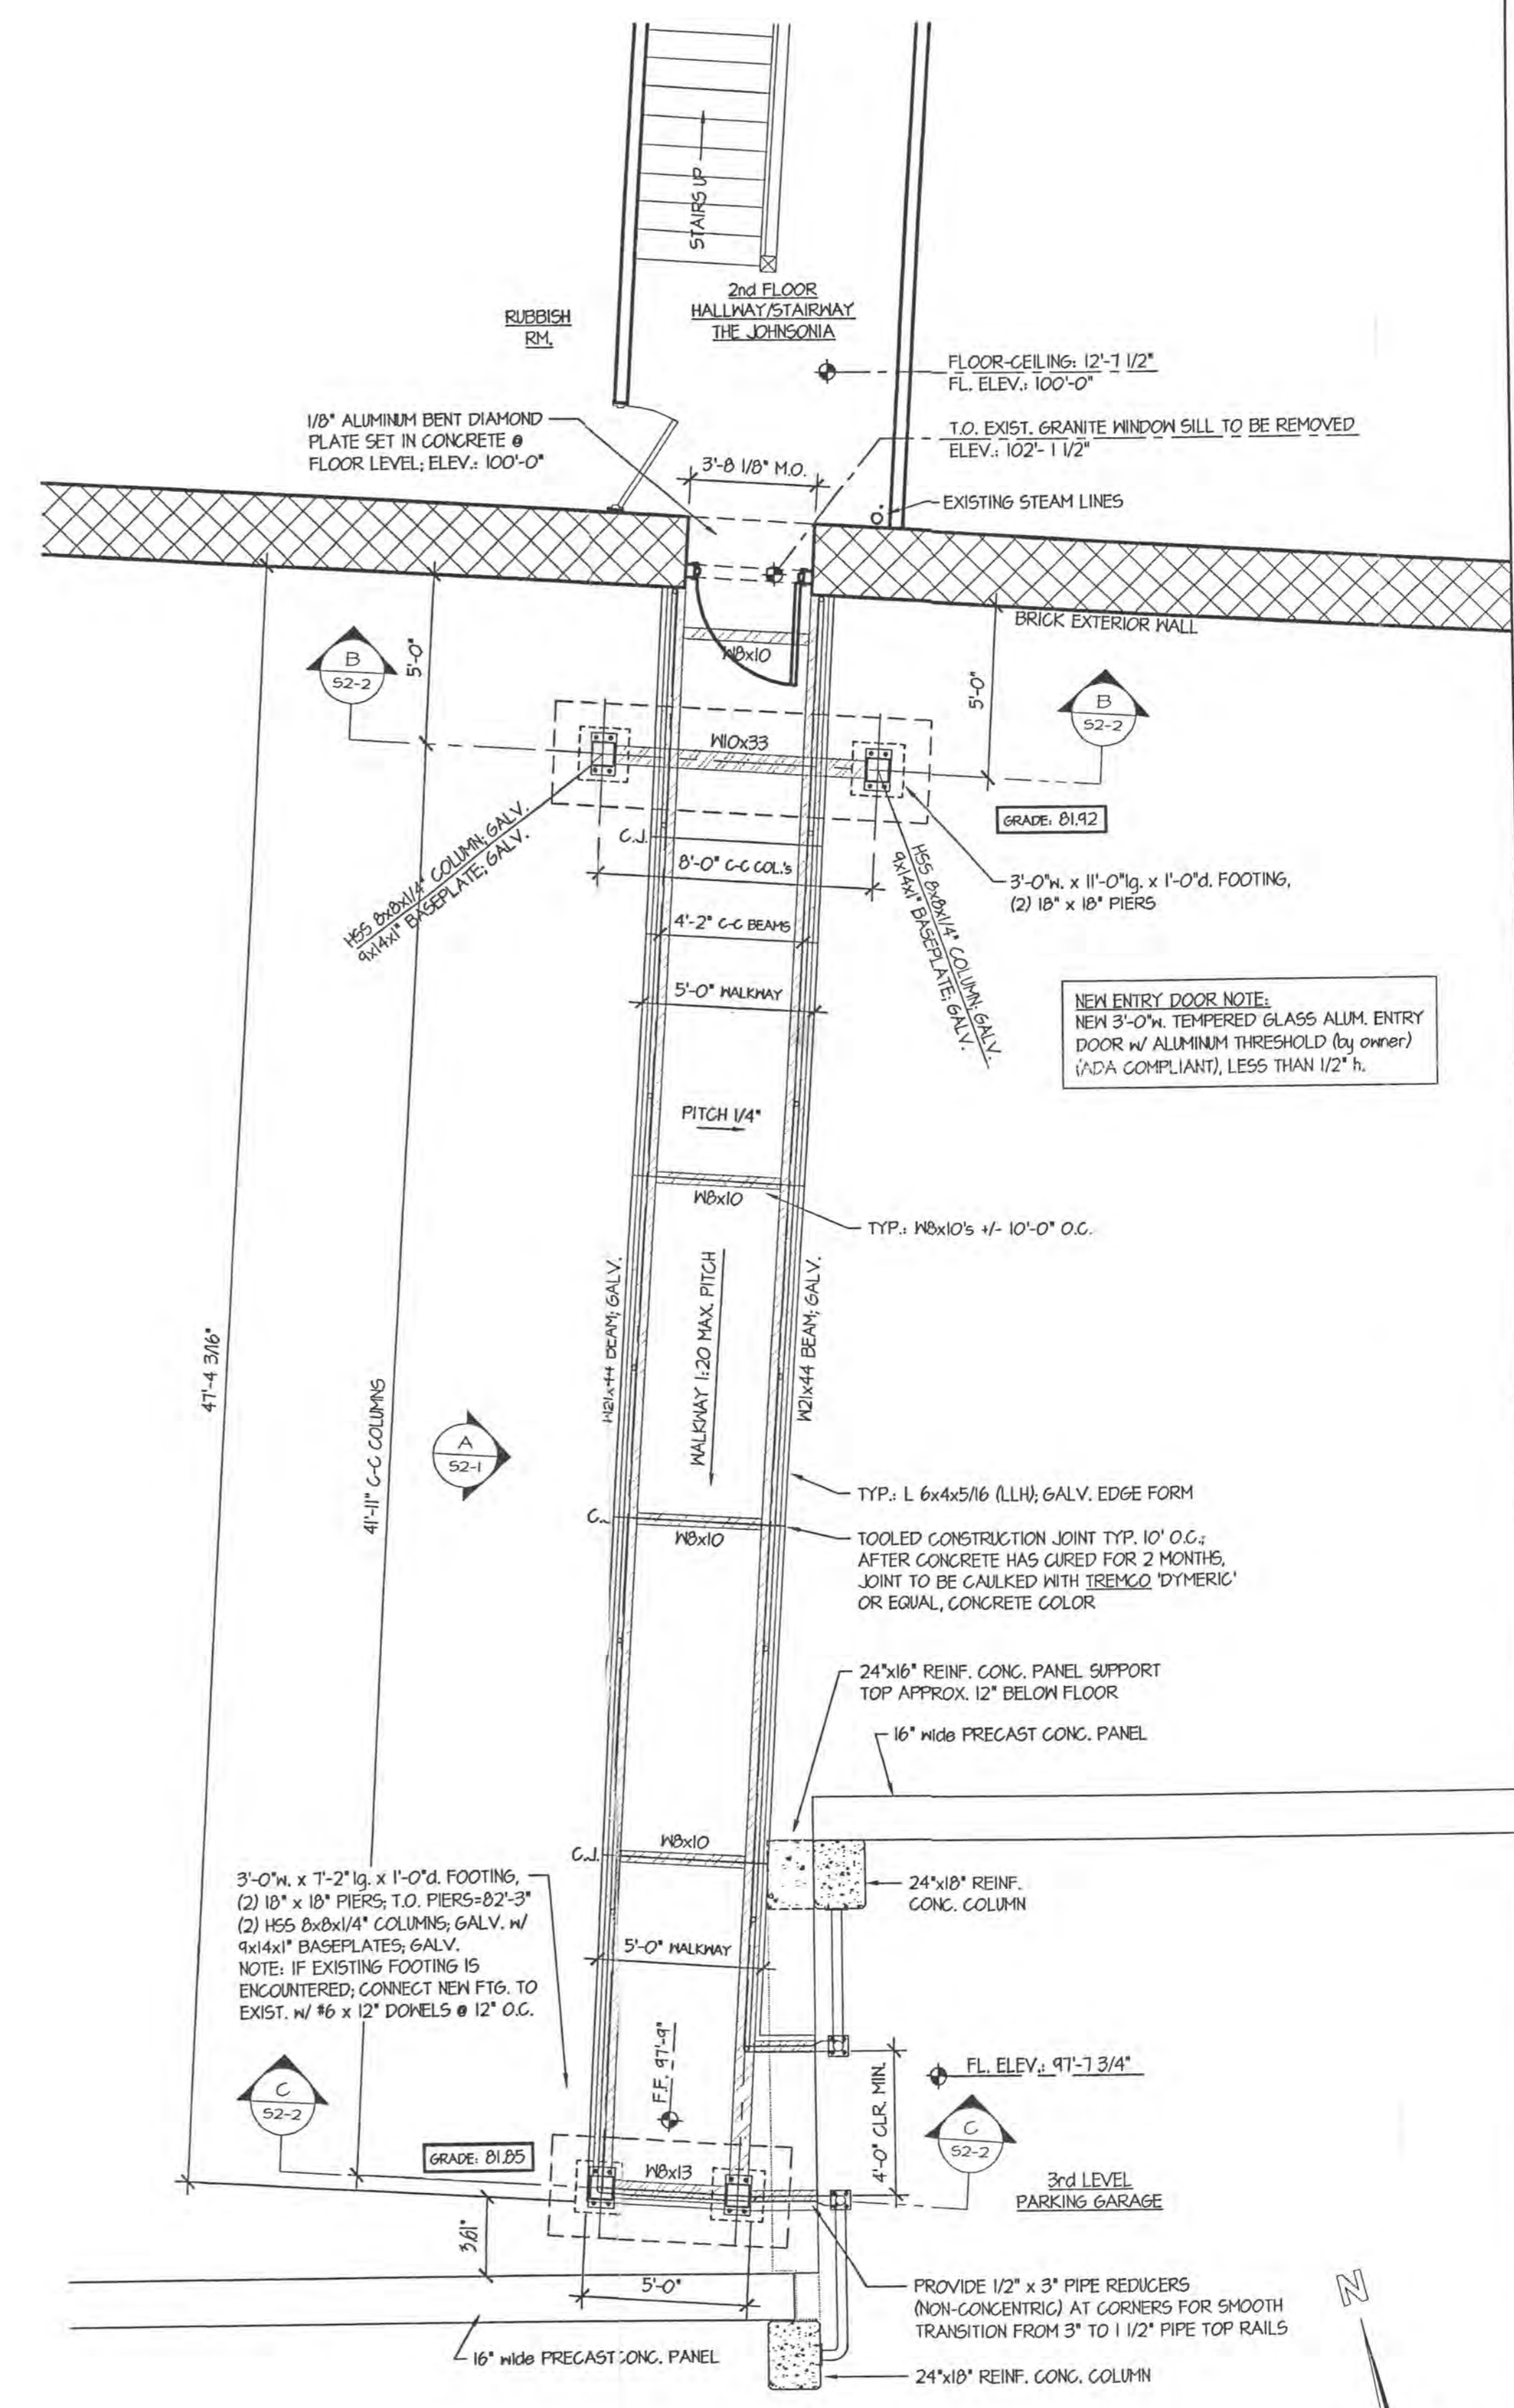 STAIRS UP
2nd FLOOR
HALLWAY/STAIRWAY
THE JOHNSONIA
RUBBISH
RM.
FLOOR-CEILING: 12'-7 1/2"
FL. ELEV.: 100'-0"
1/8" ALUMINUM BENT DIAMOND
PLATE SET IN CONCRETE @
FLOOR LEVEL; ELEV.: 100'-0"
T.O. EXIST. GRANITE WINDOW SILL TO BE REMOVED
ELEV.: 102'- 1 1/2"
3'-8 1/8" M.O.
EXISTING STEAM LINES
BRICK EXTERIOR WALL
B
S2-2
5'-0"
W8x10
5'-0"
B
S2-2
W10x33
GRADE: 81.92
HSS 8x8x1/4" COLUMN; GALV.
9x14x1" BASEPLATE; GALV.
C.J.
8'-0" C-C COL.'s
HSS 8x8x1/4" COLUMN; GALV.
9x14x1" BASEPLATE; GALV.
3'-0"w. x 11'-0"lg. x 1'-0"d. FOOTING,
(2) 18" x 18" PIERS
4'-2" C-C BEAMS
5'-0" WALKWAY
NEW ENTRY DOOR NOTE:
NEW 3'-0"w. TEMPERED GLASS ALUM. ENTRY
DOOR w/ ALUMINUM THRESHOLD (by owner)
(ADA COMPLIANT), LESS THAN 1/2" h.
PITCH 1/4"
W8x10
TYP.: W8x10's +/- 10'-0" O.C.
W21x44 BEAM; GALV.
WALKWAY 1:20 MAX. PITCH
W21x44 BEAM; GALV.
47'-4 3/16"
41'-11" C-C COLUMNS
A
S2-1
TYP.: L 6x4x5/16 (LLH); GALV. EDGE FORM
C.
W8x10
TOOLED CONSTRUCTION JOINT TYP. 10' O.C.;
AFTER CONCRETE HAS CURED FOR 2 MONTHS,
JOINT TO BE CAULKED WITH TREMCO 'DYMERIC'
OR EQUAL, CONCRETE COLOR
24"x16" REINF. CONC. PANEL SUPPORT
TOP APPROX. 12" BELOW FLOOR
16" wide PRECAST CONC. PANEL
W8x10
C.J.
3'-0"w. x 7'-2"lg. x 1'-0"d. FOOTING,
(2) 18" x 18" PIERS; T.O. PIERS=82'-3"
(2) HSS 8x8x1/4" COLUMNS; GALV. w/
9x14x1" BASEPLATES; GALV.
NOTE: IF EXISTING FOOTING IS
ENCOUNTERED; CONNECT NEW FTG. TO
EXIST. w/ #6 x 12" DOWELS @ 12" O.C.
24"x18" REINF.
CONC. COLUMN
5'-0" WALKWAY
F.F. 97'-9"
4'-0" CLR. MIN.
FL. ELEV.: 97'-7 3/4"
C
S2-2
C
S2-2
GRADE: 81.85
W8x13
3rd LEVEL
PARKING GARAGE
3.61"
5'-0"
PROVIDE 1/2" x 3" PIPE REDUCERS
(NON-CONCENTRIC) AT CORNERS FOR SMOOTH
TRANSITION FROM 3" TO 1 1/2" PIPE TOP RAILS
N
16" wide PRECAST CONC. PANEL
24"x18" REINF. CONC. COLUMN